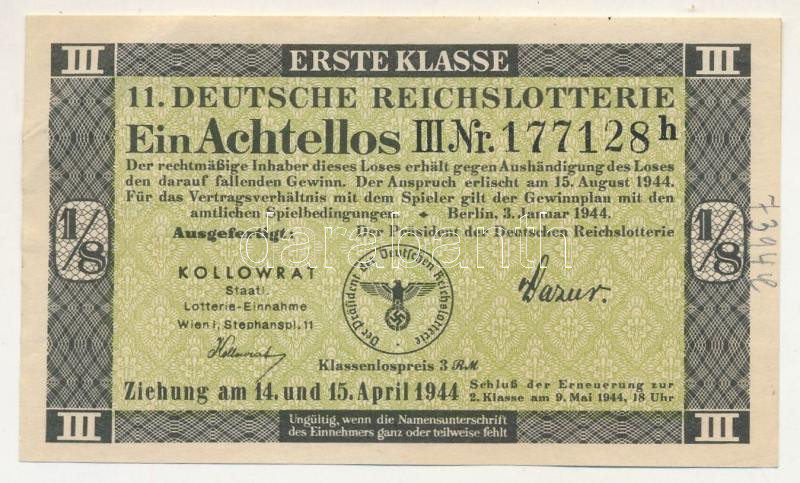 III ERSTE KLASSE III
11. DEUTSCHE REICHSLOTTERIE
Ein Achtellos III Nr. 177128 h
Der rechtmäßige Inhaber dieses Loses erhält gegen Aushändigung des Loses
den darauf fallenden Gewinn. Der Anspruch erlischt am 15. August 1944.
Für das Vertragsverhältnis mit dem Spieler gilt der Gewinnplan mit den
amtlichen Spielbedingungen Berlin, 3. Januar 1944.
Ausgefertigt: Der Präsident der Deutschen Reichslotterie
1/8 1/8
darabanth
KOLLOWRAT
Staatl.
Lotterie-Einnahme
Wien I, Stephanspl. 11
Kollowrat
Der Präsident der Deutschen Reichslotterie
Klassenlospreis 3 RM
Ziehung am 14. und 15. April 1944
Schluß der Erneuerung zur
2. Klasse am 9. Mai 1944, 18 Uhr
III Ungültig, wenn die Namensunterschrift III
des Einnehmers ganz oder teilweise fehlt